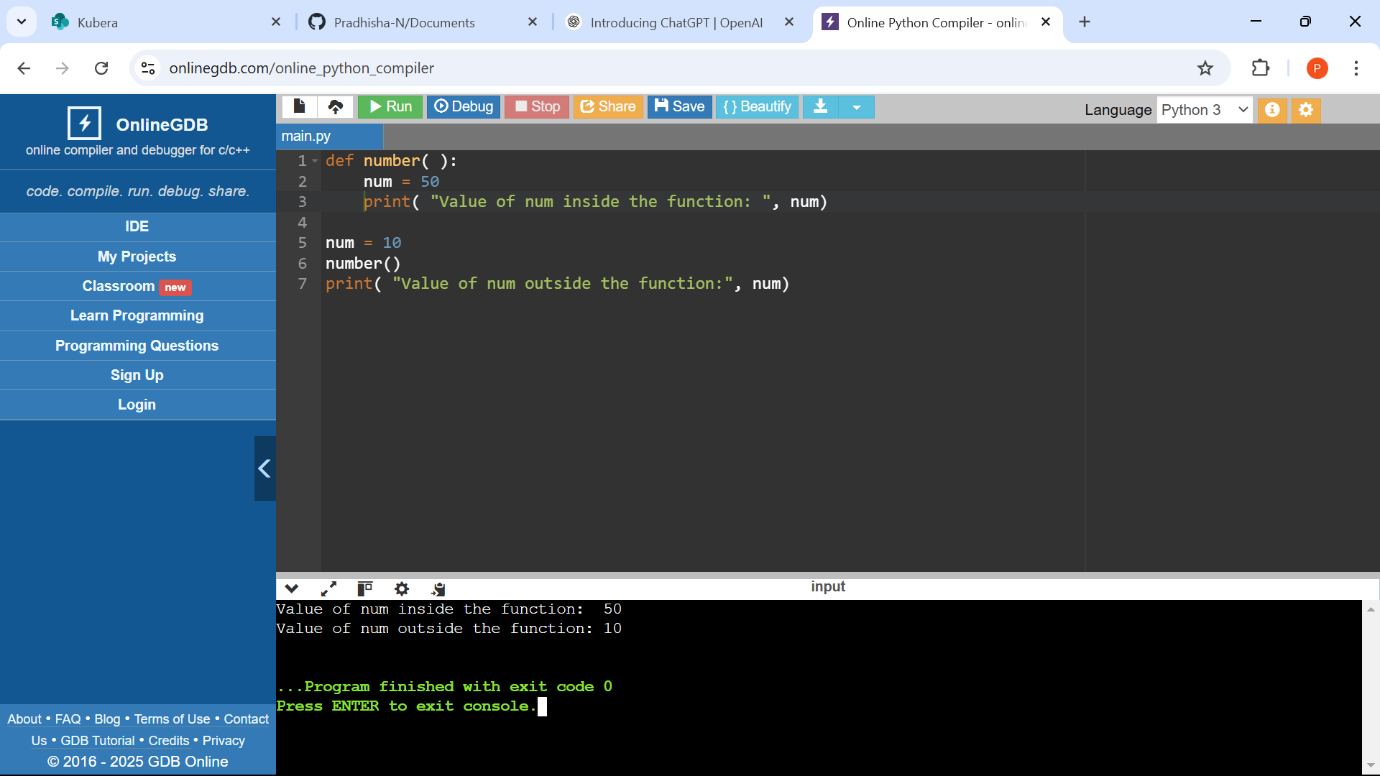 Kubera
Pradhisha-N/Documents
Introducing ChatGPT | OpenAI
Online Python Compiler - onlin
onlinegdb.com/online_python_compiler
P
OnlineGDB
online compiler and debugger for c/c++
code. compile. run. debug. share.
IDE
My Projects
Classroom new
Learn Programming
Programming Questions
Sign Up
Login
About • FAQ • Blog • Terms of Use • Contact
Us • GDB Tutorial • Credits • Privacy
© 2016 - 2025 GDB Online
Run Debug Stop Share Save { } Beautify
Language Python 3
main.py
1 def number( ):
2     num = 50
3     print( "Value of num inside the function: ", num)
4
5 num = 10
6 number()
7 print( "Value of num outside the function:", num)
input
Value of num inside the function:  50
Value of num outside the function: 10
...Program finished with exit code 0
Press ENTER to exit console.